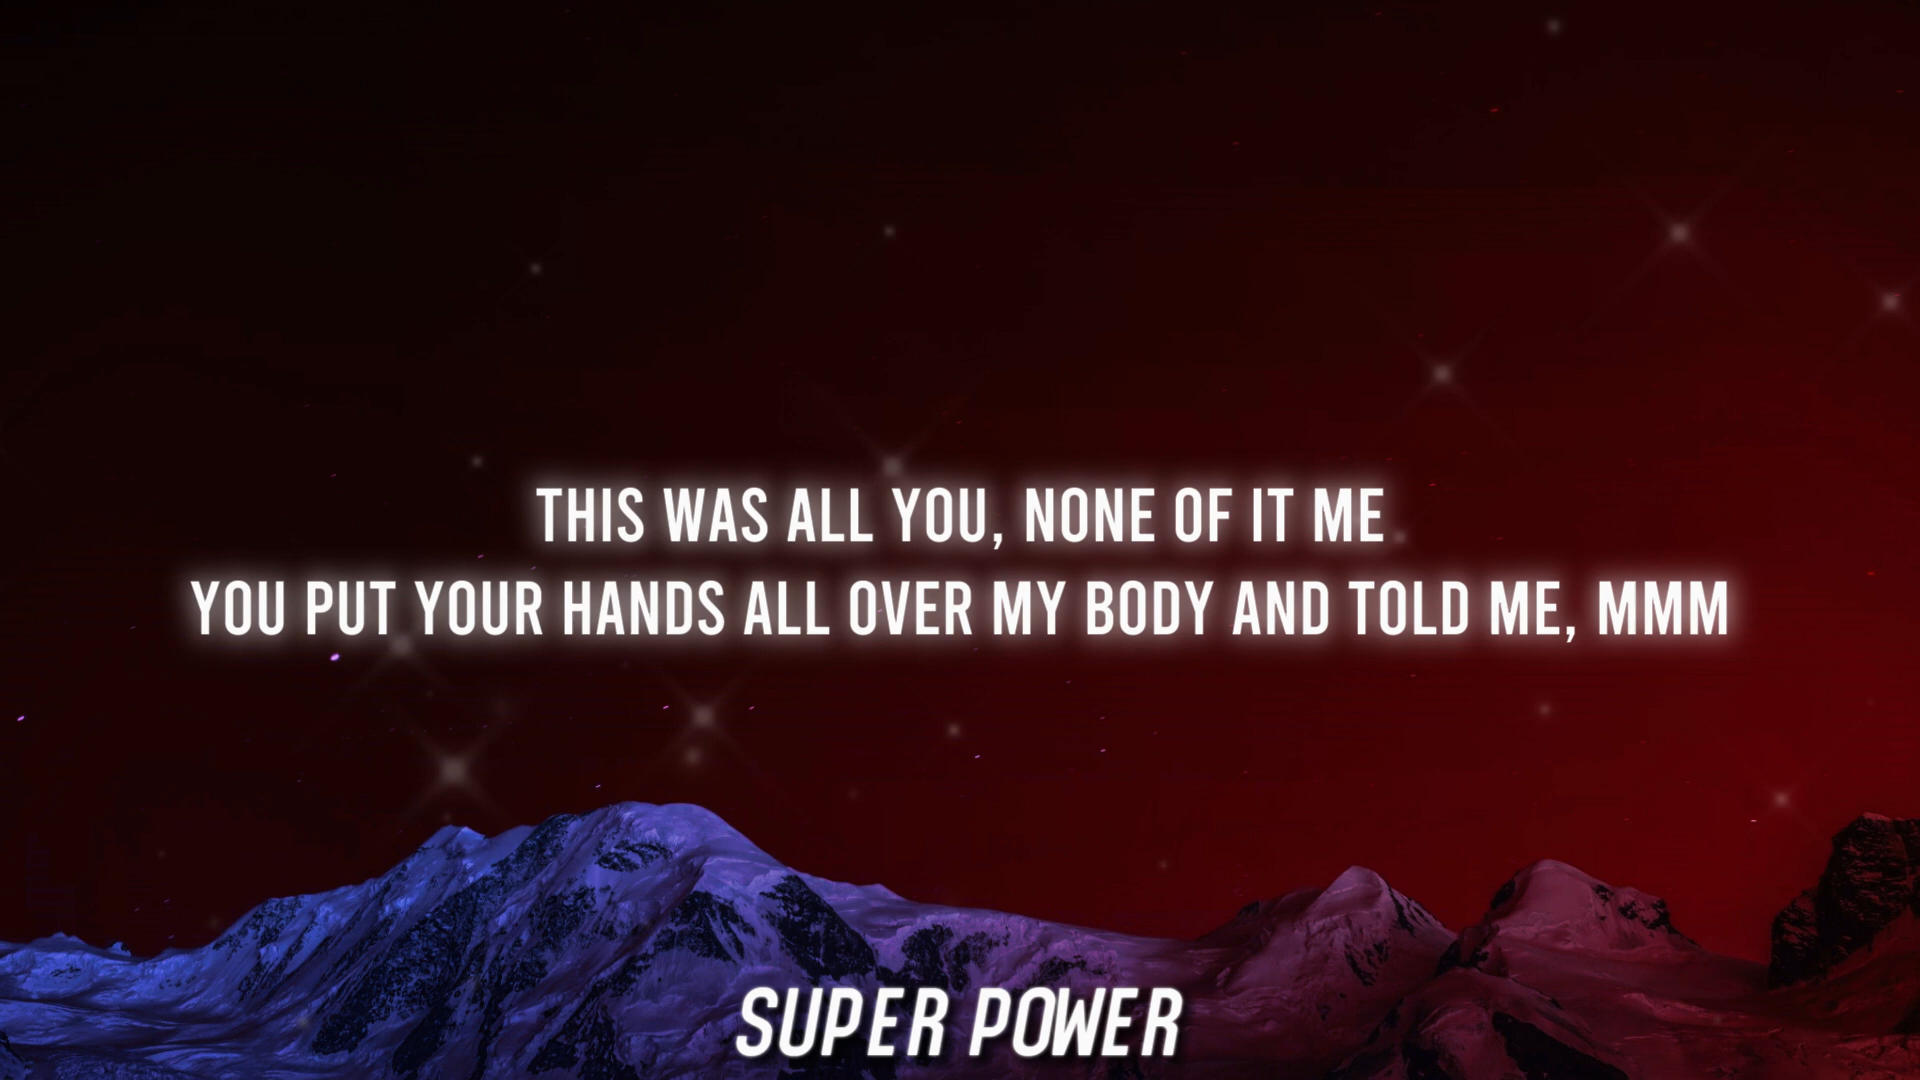 THIS WAS ALL YOU, NONE OF IT ME
YOU PUT YOUR HANDS ALL OVER MY BODY AND TOLD ME, MMM
SUPER POWER